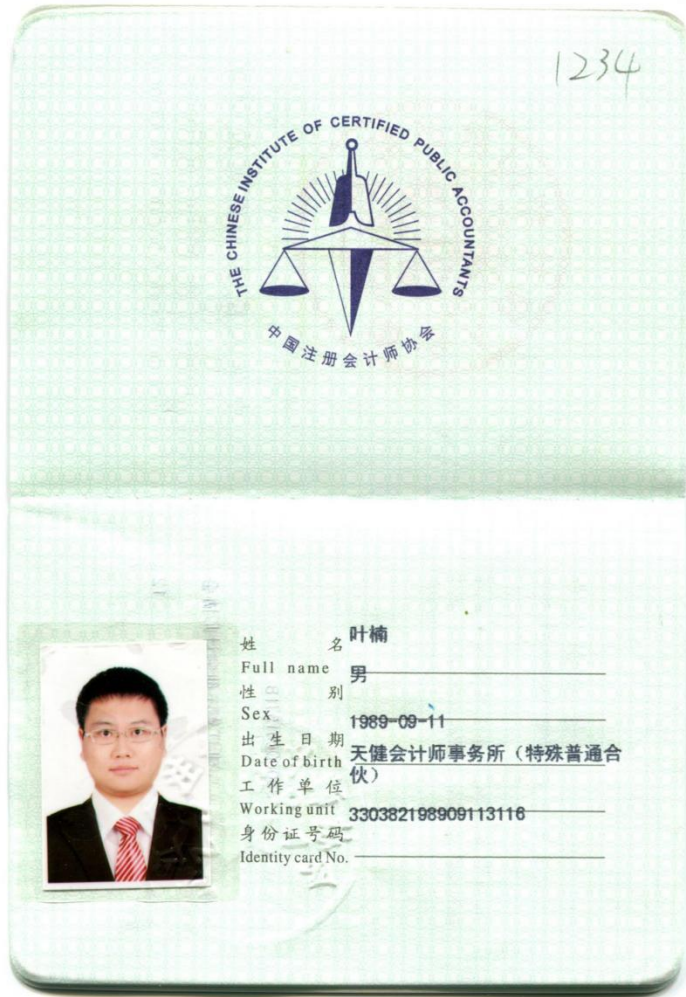 1234
THE CHINESE INSTITUTE OF CERTIFIED PUBLIC ACCOUNTANTS
中国注册会计师协会
姓 名 叶楠
Full name
性 别 男
Sex
出生日期 1989-09-11
Date of birth
工作单位 天健会计师事务所（特殊普通合
伙）
Working unit
身份证号码 330382198909113116
Identity card No.